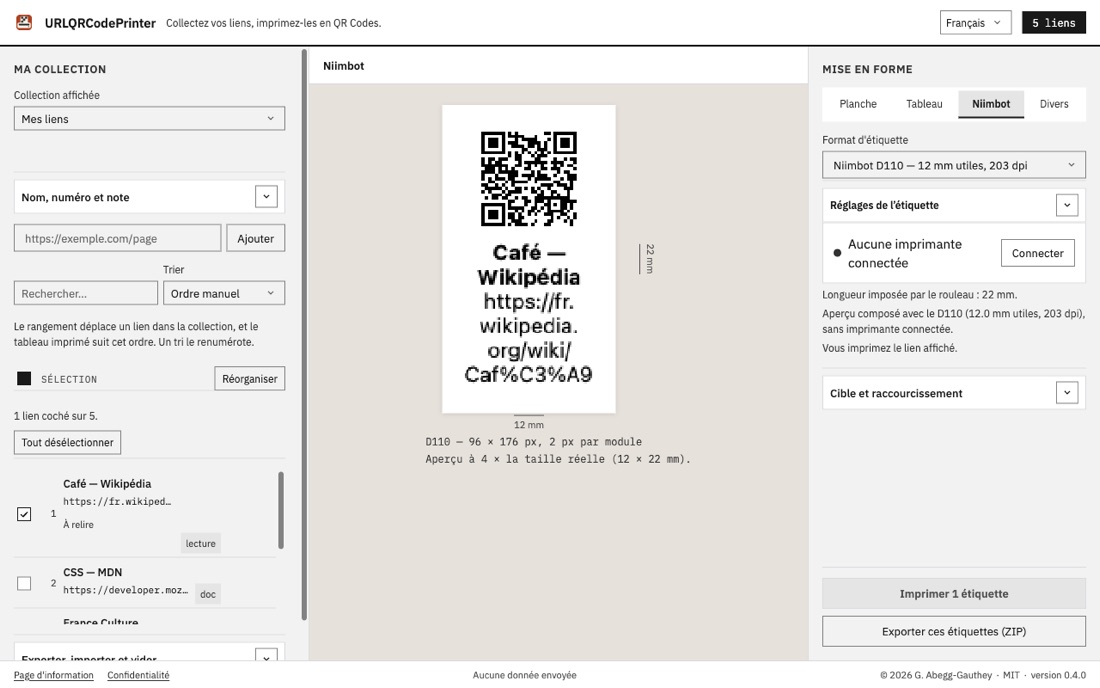 URLQRCodePrinter
Collectez vos liens, imprimez-les en QR Codes.
Français
5 liens
MA COLLECTION
Collection affichée
Mes liens
Nom, numéro et note
https://exemple.com/page
Ajouter
Trier
Rechercher…
Ordre manuel
Le rangement déplace un lien dans la collection, et le
tableau imprimé suit cet ordre. Un tri le renumérote.
SÉLECTION
Réorganiser
1 lien coché sur 5.
Tout désélectionner
Café — Wikipédia
https://fr.wikiped…
1
À relire
lecture
CSS — MDN
2
https://developer.moz…
doc
France Culture
Exporter, importer et vider
Niimbot
Café —
Wikipédia
https://fr.
wikipedia.
org/wiki/
Caf%C3%A9
22 mm
12 mm
D110 — 96 × 176 px, 2 px par module
Aperçu à 4 × la taille réelle (12 × 22 mm).
MISE EN FORME
Planche
Tableau
Niimbot
Divers
Format d'étiquette
Niimbot D110 — 12 mm utiles, 203 dpi
Réglages de l'étiquette
Aucune imprimante
connectée
Connecter
Longueur imposée par le rouleau : 22 mm.
Aperçu composé avec le D110 (12.0 mm utiles, 203 dpi),
sans imprimante connectée.
Vous imprimez le lien affiché.
Cible et raccourcissement
Imprimer 1 étiquette
Exporter ces étiquettes (ZIP)
Page d'information
Confidentialité
Aucune donnée envoyée
© 2026 G. Abegg-Gauthey · MIT · version 0.4.0